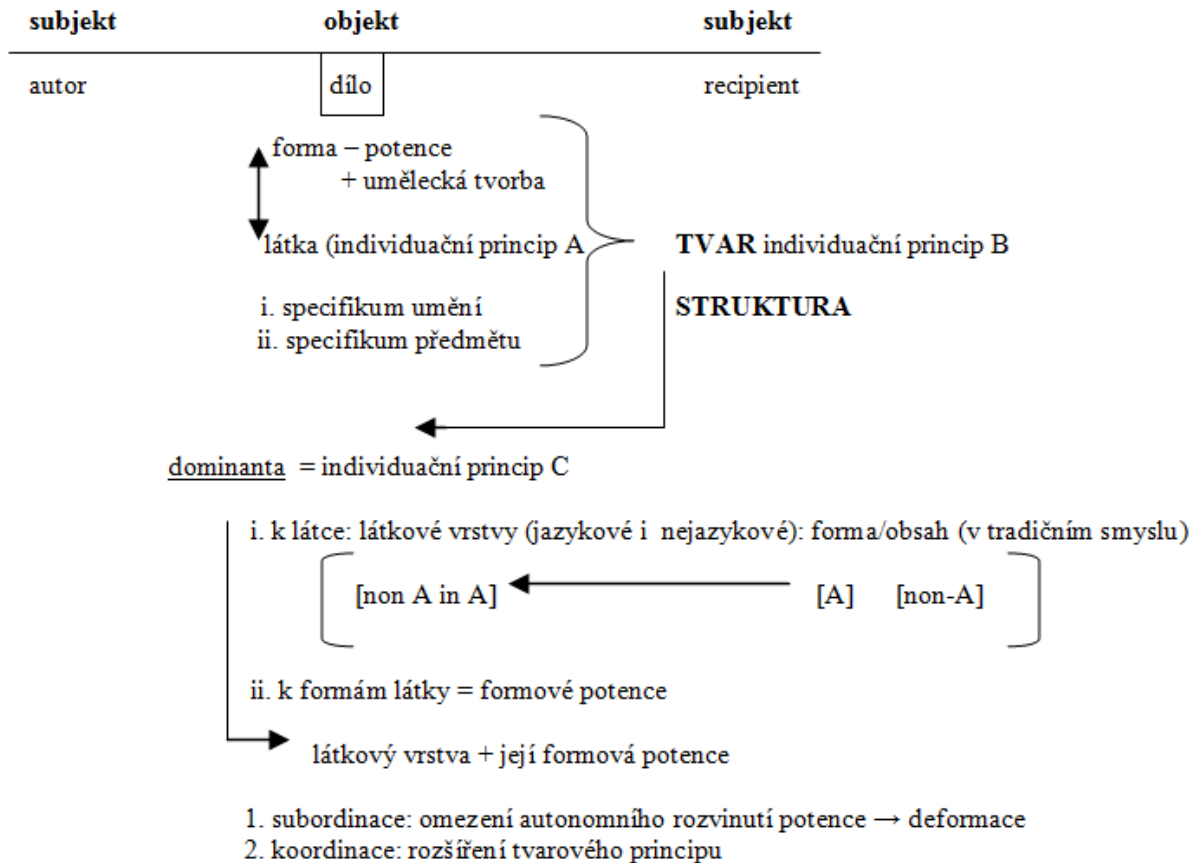 subjekt objekt subjekt
autor dílo recipient
forma – potence
+ umělecká tvorba
látka (individuační princip A TVAR individuační princip B
i. specifikum umění STRUKTURA
ii. specifikum předmětu
dominanta = individuační princip C
i. k látce: látkové vrstvy (jazykové i nejazykové): forma/obsah (v tradičním smyslu)
[non A in A] [A] [non-A]
ii. k formám látky = formové potence
látkový vrstva + její formová potence
1. subordinace: omezení autonomního rozvinutí potence → deformace
2. koordinace: rozšíření tvarového principu